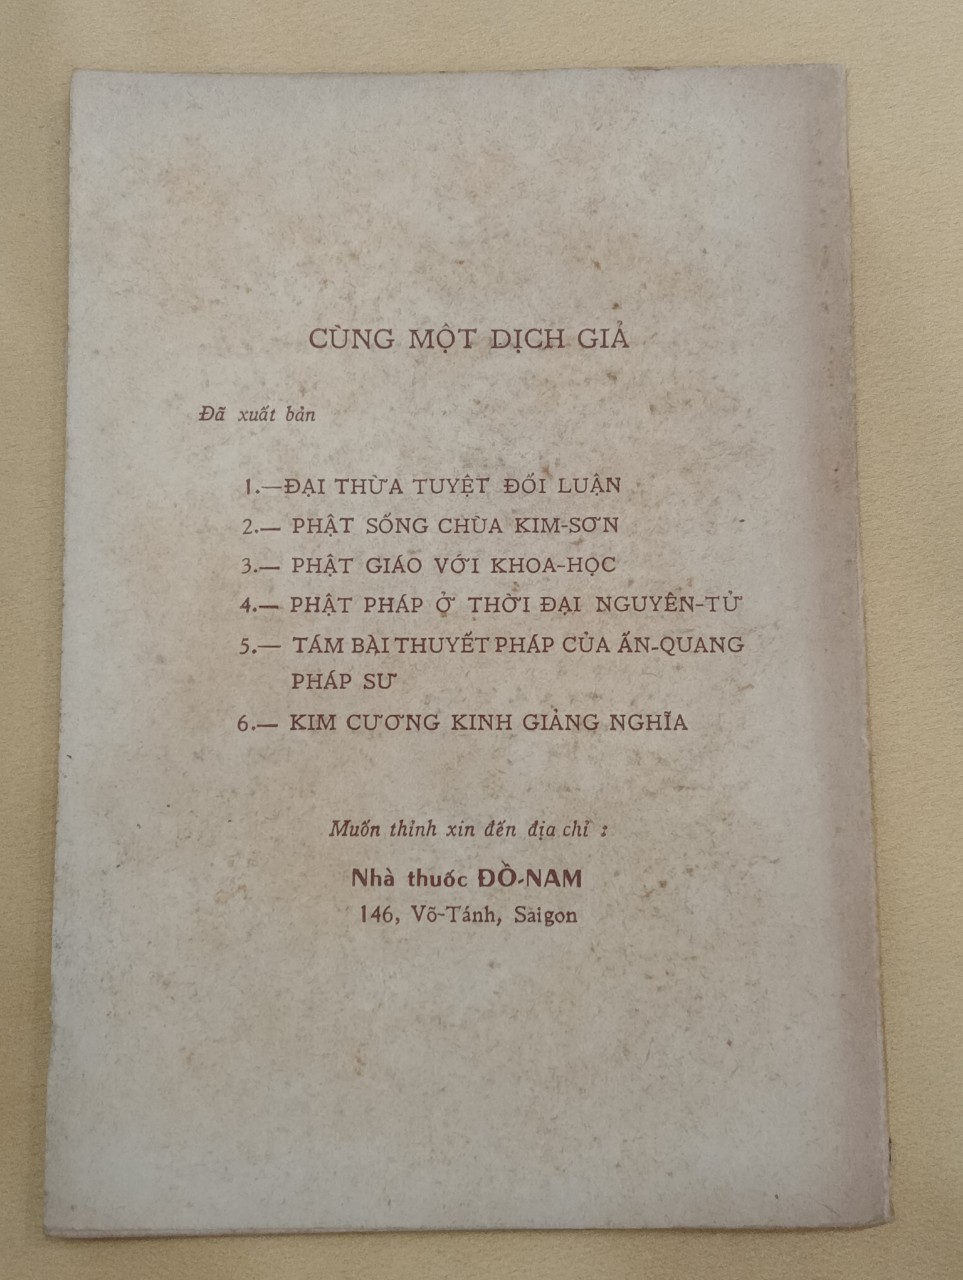 CÙNG MỘT DỊCH GIẢ
Đã xuất bản
1.—ĐẠI THỪA TUYỆT ĐỐI LUẬN
2.— PHẬT SỐNG CHÙA KIM-SƠN
3.— PHẬT GIÁO VỚI KHOA-HỌC
4.— PHẬT PHÁP Ở THỜI ĐẠI NGUYÊN-TỬ
5.— TÁM BÀI THUYẾT PHÁP CỦA ẤN-QUANG
PHÁP SƯ
6.— KIM CƯƠNG KINH GIẢNG NGHĨA
Muốn thỉnh xin đến địa chỉ :
Nhà thuốc ĐỒ-NAM
146, Võ-Tánh, Saigon